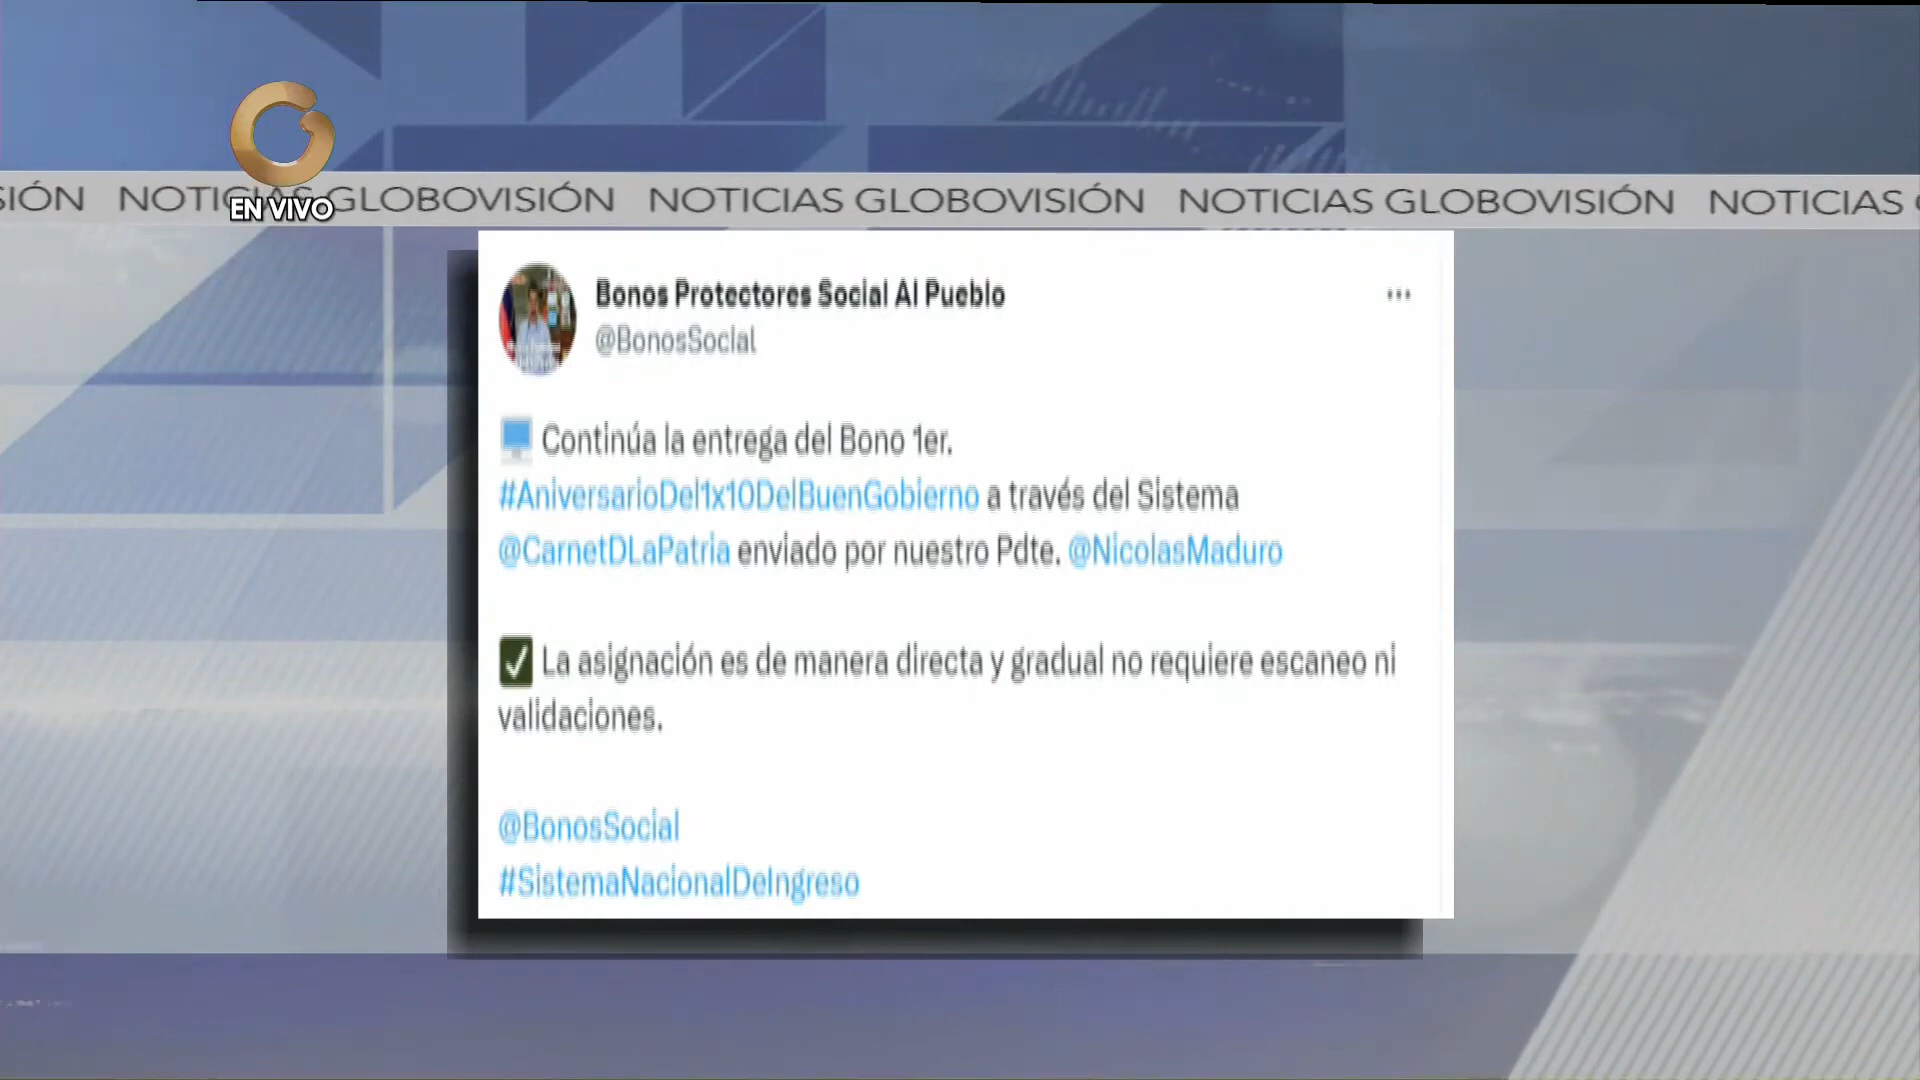 SIÓN NOTICIAS GLOBOVISIÓN NOTICIAS GLOBOVISIÓN NOTICIAS GLOBOVISIÓN NOTICIAS
EN VIVO
Bonos Protectores Social Al Pueblo
@BonosSocial
Continúa la entrega del Bono 1er.
#AniversarioDel1x10DelBuenGobierno a través del Sistema
@CarnetDLaPatria enviado por nuestro Pdte. @NicolasMaduro
La asignación es de manera directa y gradual no requiere escaneo ni
validaciones.
@BonosSocial
#SistemaNacionalDeIngreso